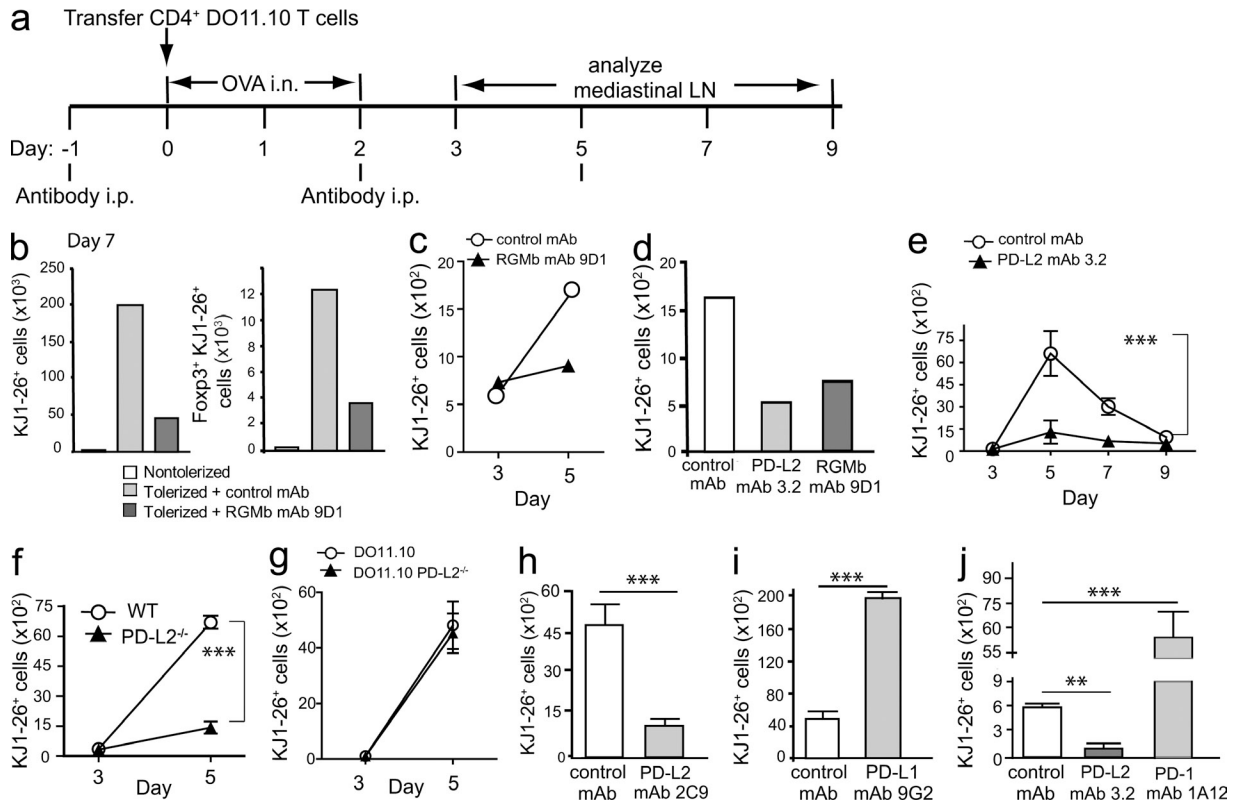 a
Transfer CD4⁺ DO11.10 T cells
OVA i.n.
analyze
mediastinal LN
Day: -1 0 1 2 3 5 7 9
Antibody i.p. Antibody i.p.
b
Day 7
KJ1-26⁺ cells (x10³)
250
200
150
100
50
0
Foxp3⁺ KJ1-26⁺
cells (x10³)
12
10
8
6
4
2
0
Nontolerized
Tolerized + control mAb
Tolerized + RGMb mAb 9D1
c
control mAb
RGMb mAb 9D1
KJ1-26⁺ cells (x10²)
20
15
10
5
0
3 5
Day
d
KJ1-26⁺ cells (x10²)
20
15
10
5
0
control PD-L2 RGMb
mAb mAb 3.2 mAb 9D1
e
control mAb
PD-L2 mAb 3.2
KJ1-26⁺ cells (x10²)
75
60
45
30
15
0
***
3 5 7 9
Day
f
WT
PD-L2⁻/⁻
KJ1-26⁺ cells (x10²)
75
60
45
30
15
0
***
3 5
Day
g
DO11.10
DO11.10 PD-L2⁻/⁻
KJ1-26⁺ cells (x10²)
60
40
20
0
3 Day 5
h
KJ1-26⁺ cells (x10²)
60
45
30
15
0
***
control PD-L2
mAb mAb 2C9
i
KJ1-26⁺ cells (x10²)
200
160
120
80
40
0
***
control PD-L1
mAb mAb 9G2
j
KJ1-26⁺ cells (x10²)
90
75
60
55
9
6
3
0
***
**
control PD-L2 PD-1
mAb mAb 3.2 mAb 1A12